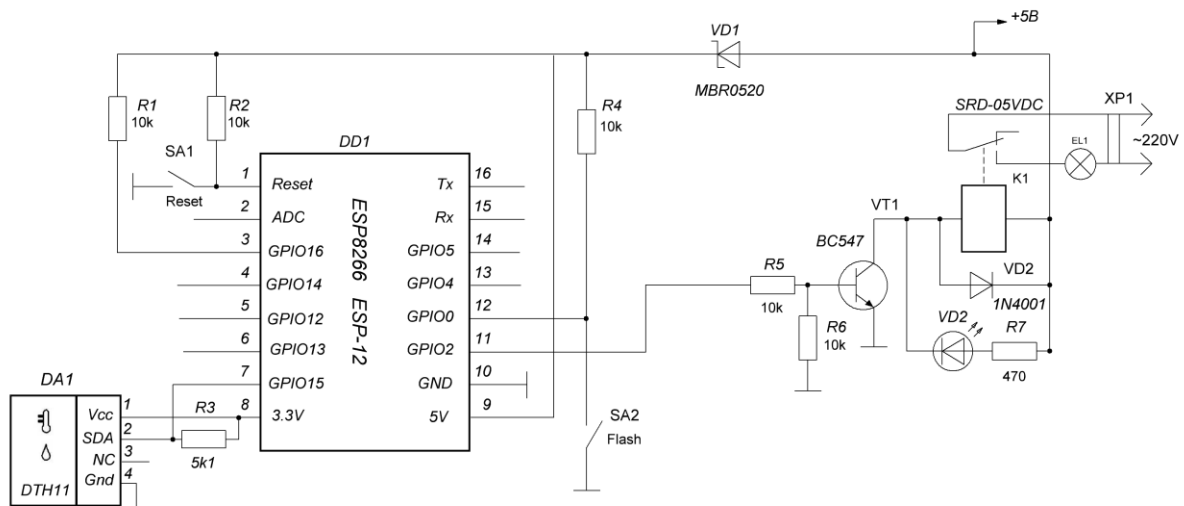 +5В
VD1
MBR0520
R1
10k
R2
10k
R4
10k
SRD-05VDC
XP1
~220V
EL1
K1
SA1
Reset
DD1
ESP8266 ESP-12
1 Reset
2 ADC
3 GPIO16
4 GPIO14
5 GPIO12
6 GPIO13
7 GPIO15
8 3.3V
Tx 16
Rx 15
GPIO5 14
GPIO4 13
GPIO0 12
GPIO2 11
GND 10
5V 9
VT1
BC547
R5
10k
R6
10k
VD2
1N4001
VD2
R7
470
SA2
Flash
DA1
Vcc 1
SDA 2
NC 3
Gnd 4
DTH11
R3
5k1